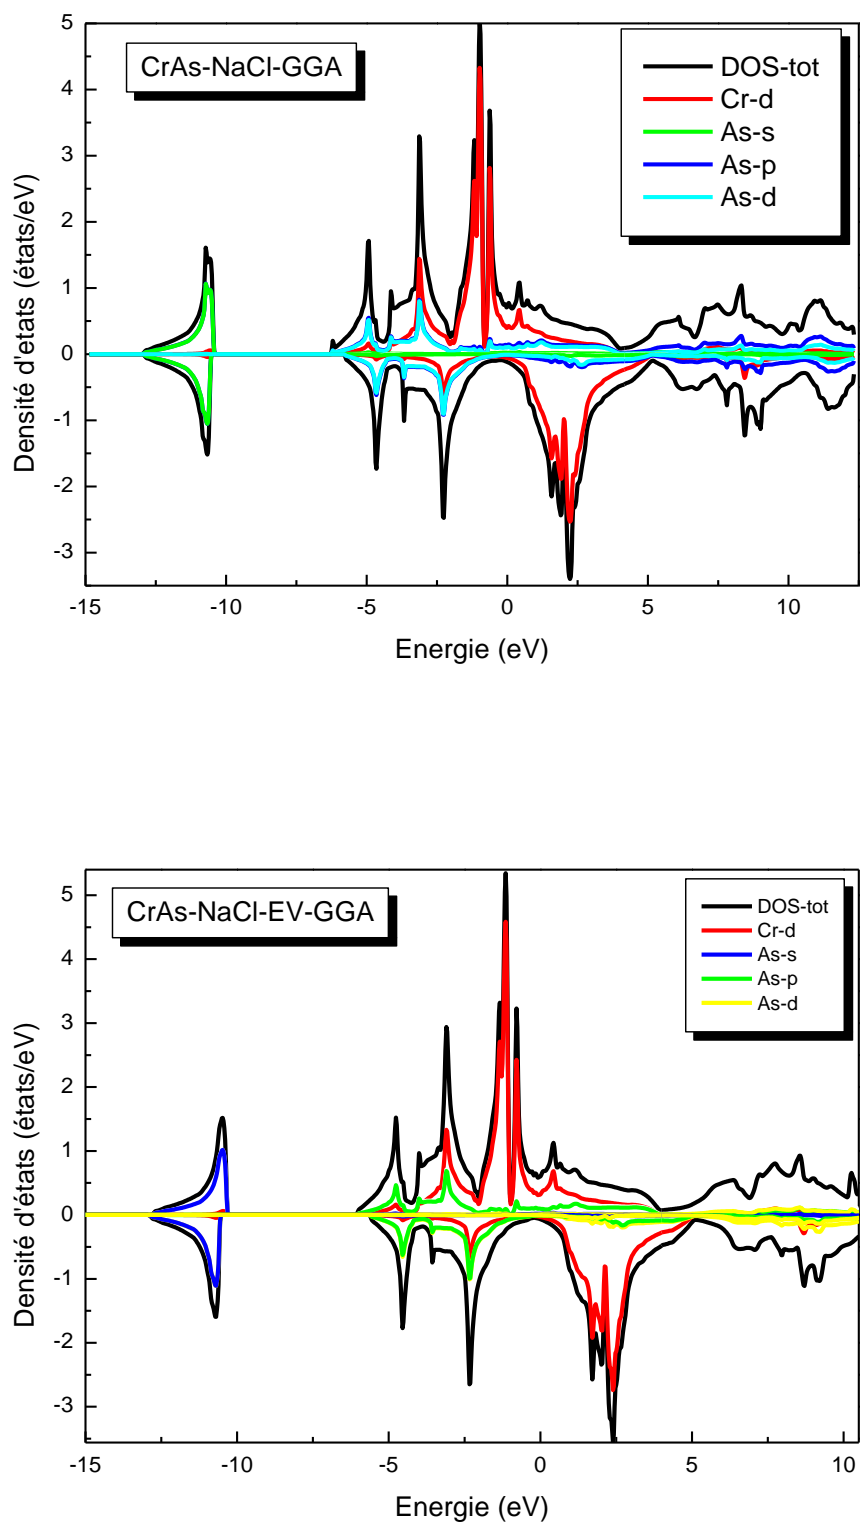 5
CrAs-NaCl-GGA
DOS-tot
Cr-d
As-s
As-p
As-d
4
3
2
1
0
-1
-2
-3
Densité d'etats (états/eV)
-15 -10 -5 0 5 10
Energie (eV)
5
CrAs-NaCl-EV-GGA
DOS-tot
Cr-d
As-s
As-p
As-d
4
3
2
1
0
-1
-2
-3
Densité d'états (états/eV)
-15 -10 -5 0 5 10
Energie (eV)